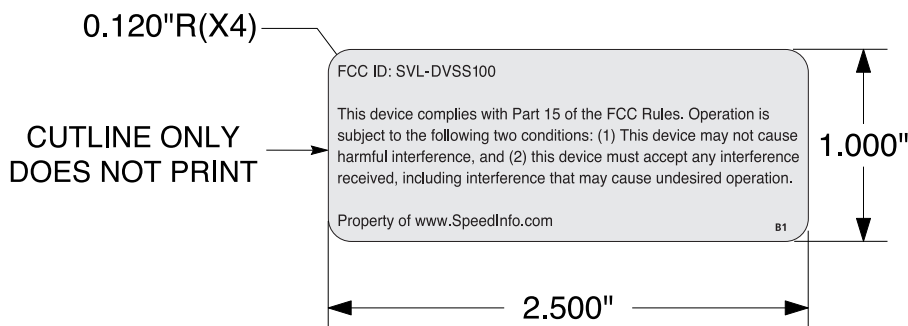 0.120"R(X4)
FCC ID: SVL-DVSS100
This device complies with Part 15 of the FCC Rules. Operation is
subject to the following two conditions: (1) This device may not cause
harmful interference, and (2) this device must accept any interference
received, including interference that may cause undesired operation.
Property of www.SpeedInfo.com
B1
CUTLINE ONLY
DOES NOT PRINT
1.000"
2.500"